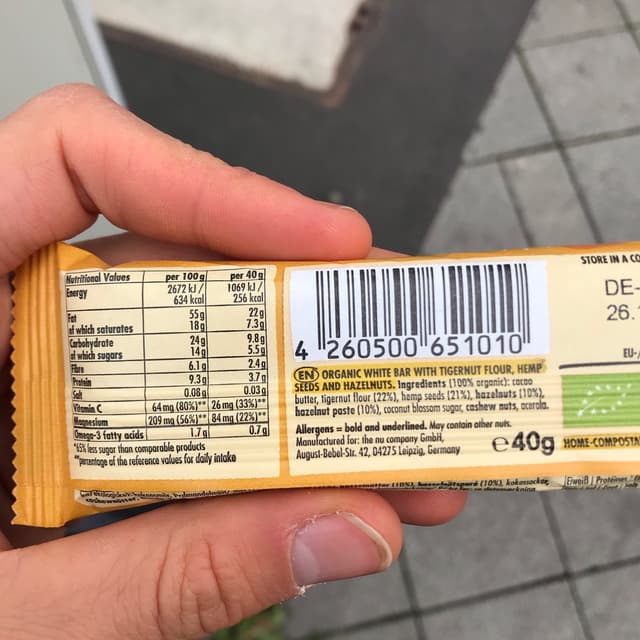 Nutritional Values per 100g per 40g
Energy 2672 kJ / 1069 kJ /
634 kcal 256 kcal
Fat 55g 22g
of which saturates 18g 7.3g
Carbohydrate 24g 9.8g
of which sugars 14g 5.5g
Fibre 6.1g 2.4g
Protein 9.3g 3.7g
Salt 0.08g 0.03g
Vitamin C 64 mg (80%)** 26 mg (33%)**
Magnesium 209 mg (56%)** 84 mg (22%)**
Omega-3 fatty acids 1.7g 0.7g
*65% less sugar than comparable products
**percentage of the reference values for daily intake
4 260500 651010
EN ORGANIC WHITE BAR WITH TIGERNUT FLOUR, HEMP
SEEDS AND HAZELNUTS. Ingredients (100% organic): cacao
butter, tigernut flour (22%), hemp seeds (21%), hazelnuts (10%),
hazelnut paste (10%), coconut blossom sugar, cashew nuts, acerola.
Allergens = bold and underlined. May contain other nuts.
Manufactured for: the nu company GmbH,
August-Bebel-Str. 42, 04275 Leipzig, Germany
e40g
STORE IN A CO
DE-
26.
EU-
HOME-COMPOSTA
Eiweiß | Proteine